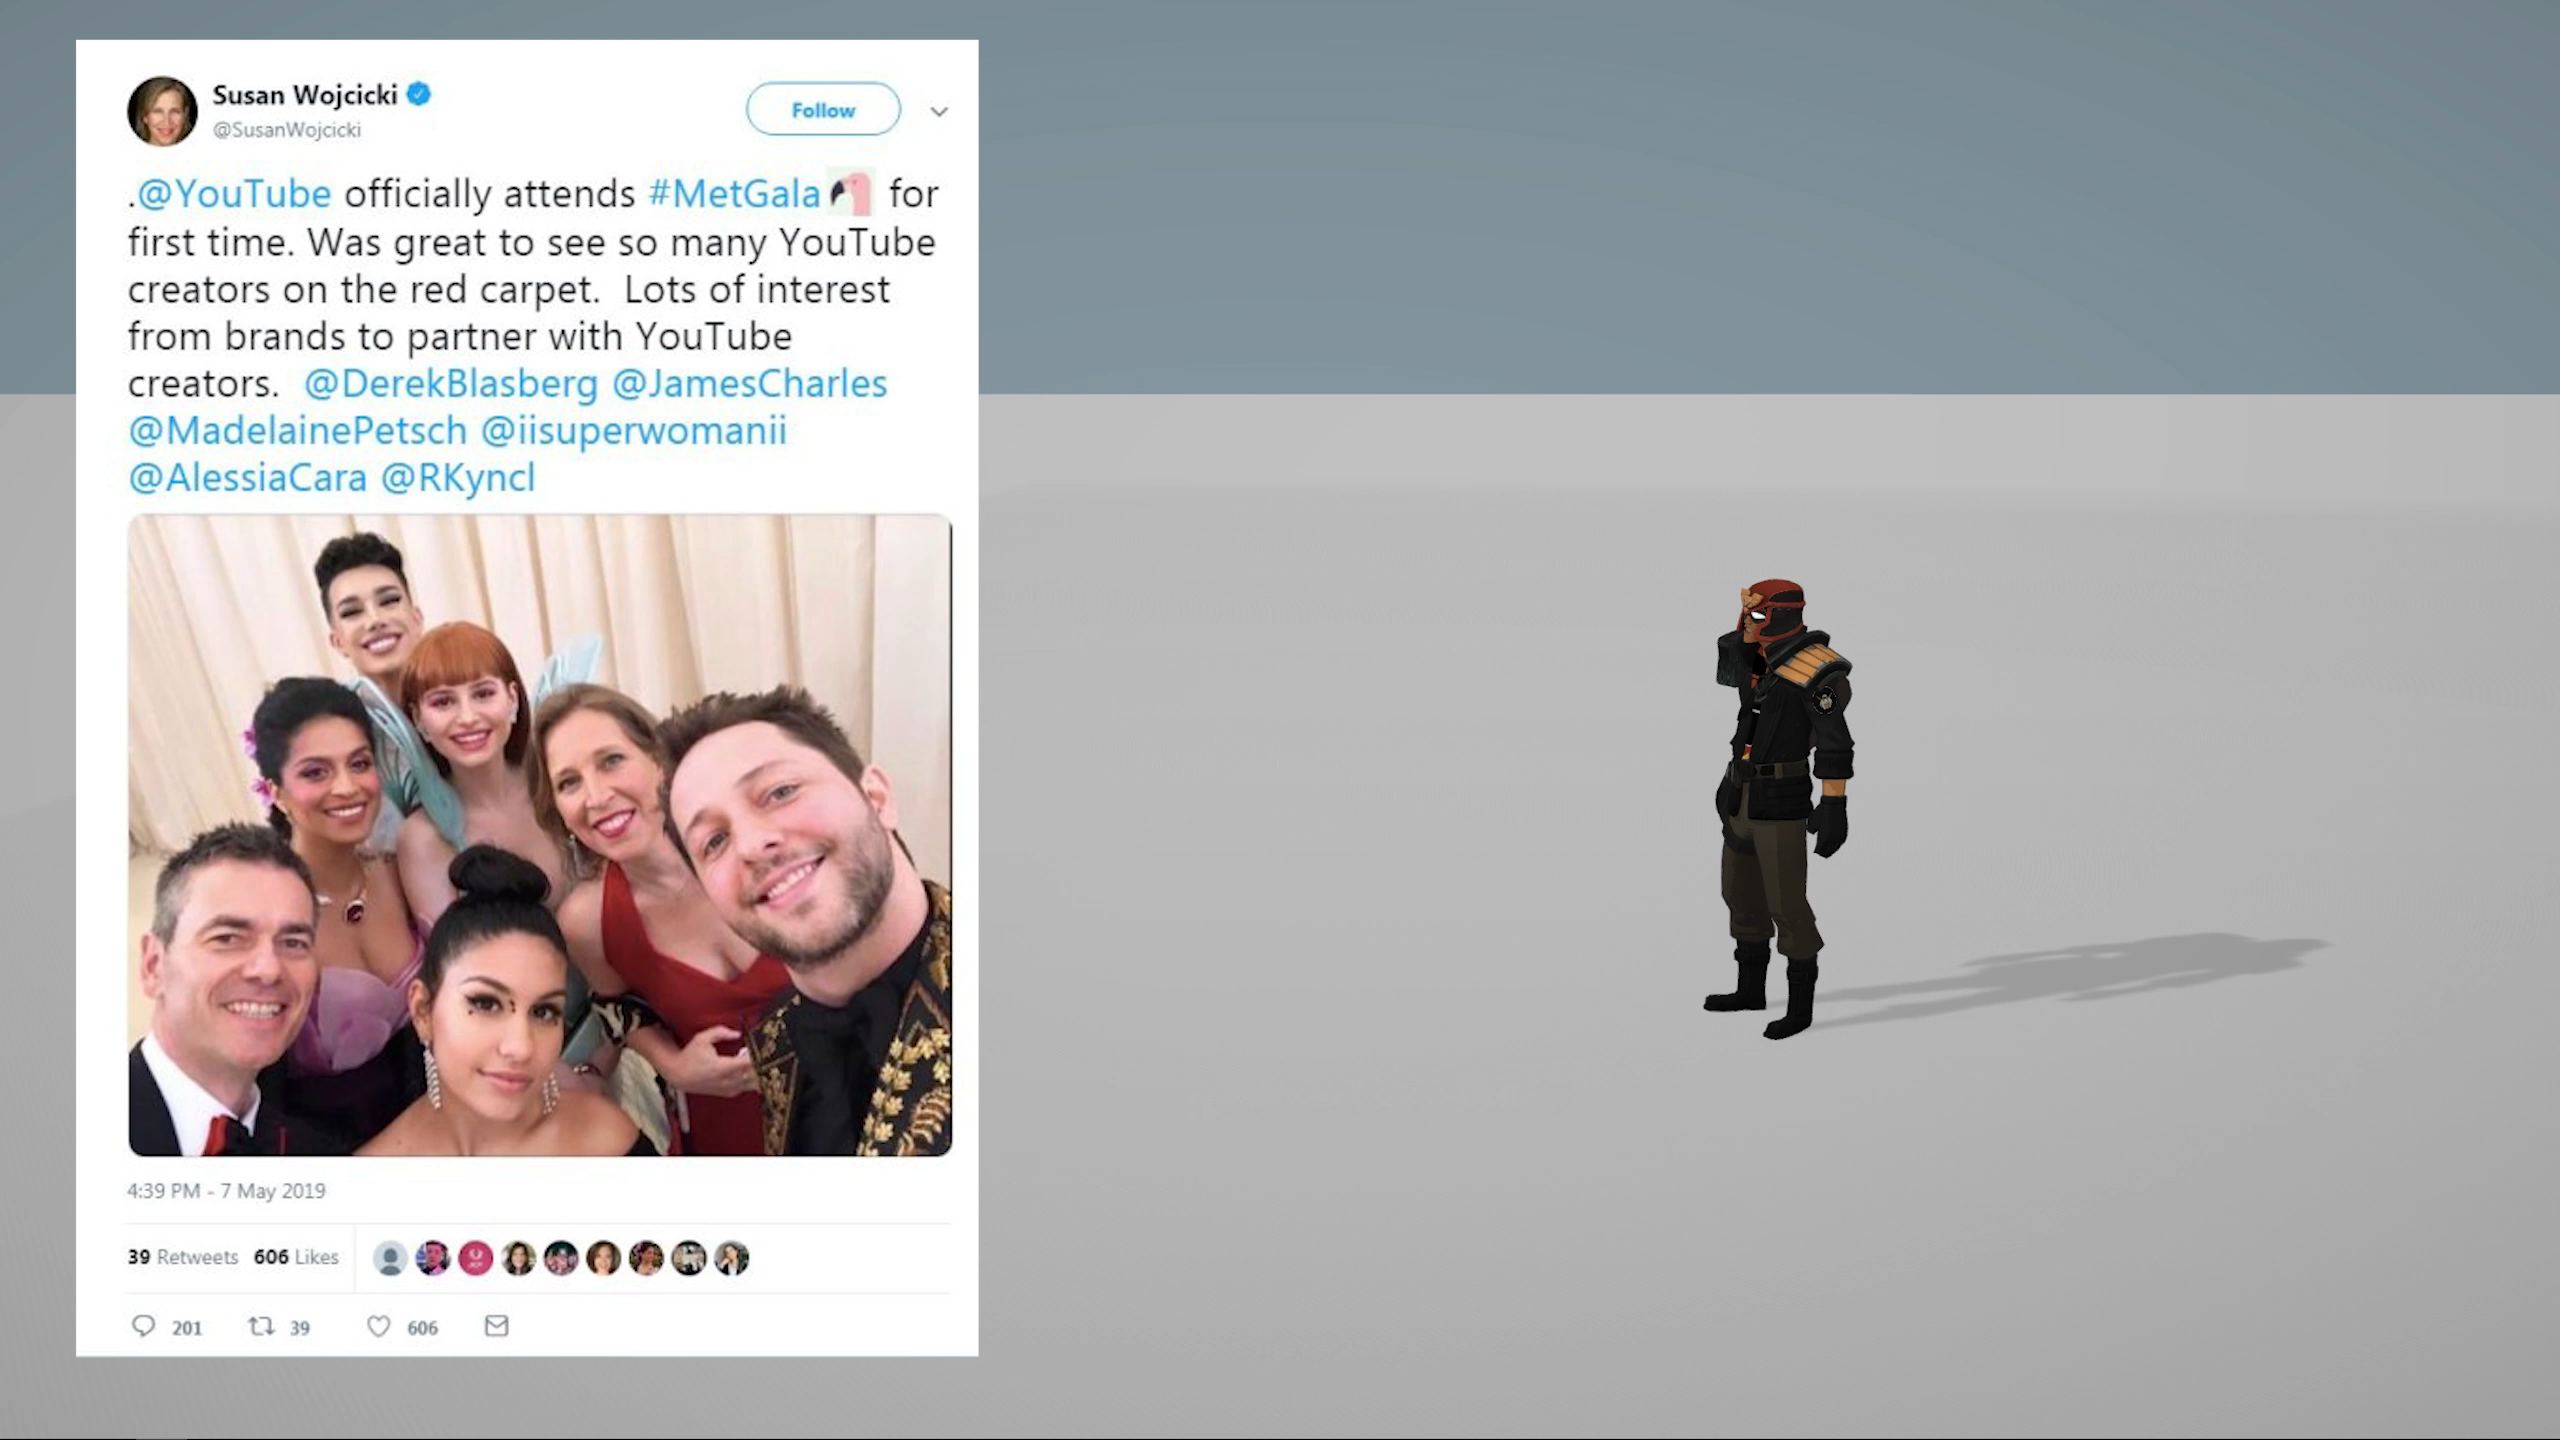 Susan Wojcicki
@SusanWojcicki
Follow
.@YouTube officially attends #MetGala for
first time. Was great to see so many YouTube
creators on the red carpet.  Lots of interest
from brands to partner with YouTube
creators.  @DerekBlasberg @JamesCharles
@MadelainePetsch @iisuperwomanii
@AlessiaCara @RKyncl
4:39 PM - 7 May 2019
39 Retweets 606 Likes
201 39 606